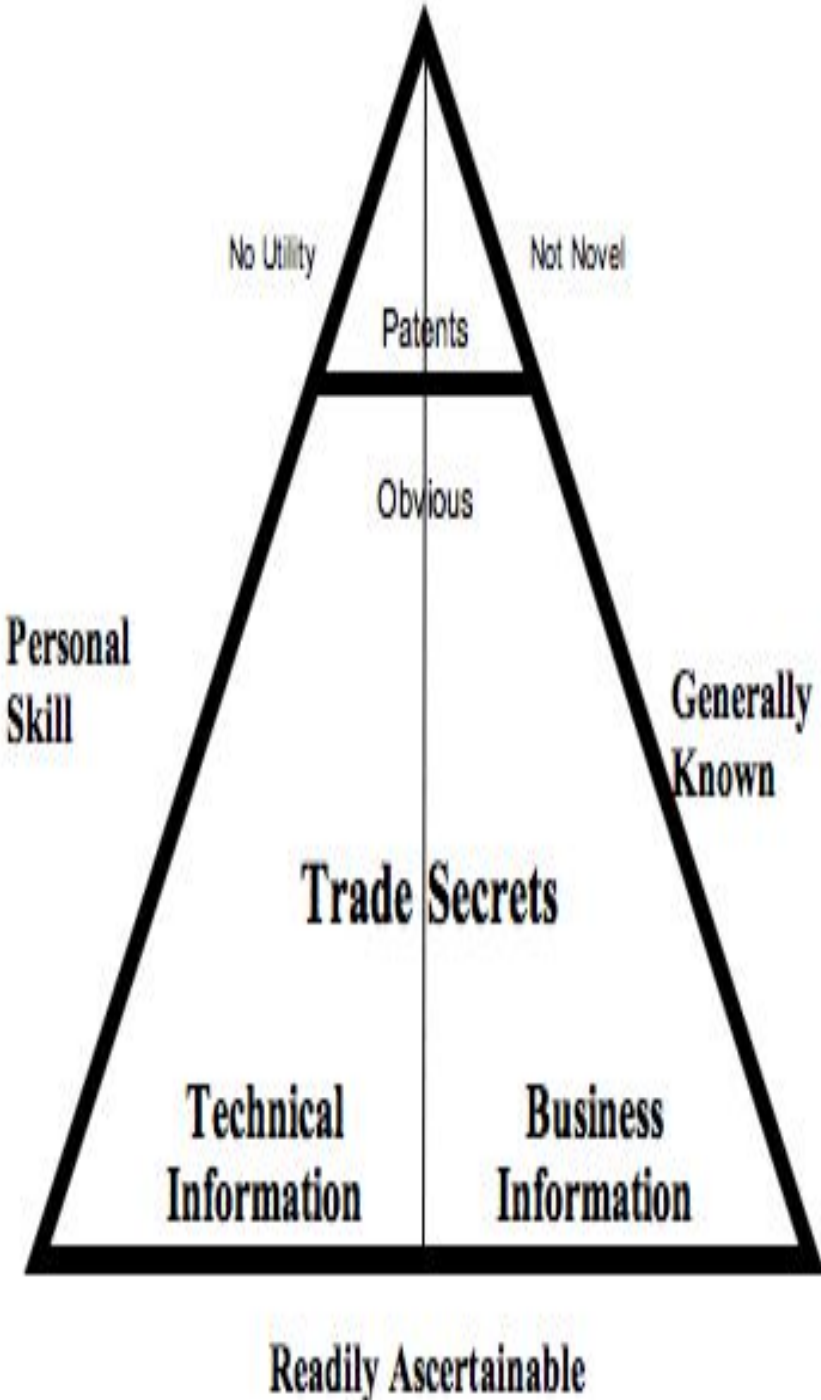 No Utility
Not Novel
Patents
Obvious
Personal
Skill
Generally
Known
Trade Secrets
Technical
Information
Business
Information
Readily Ascertainable